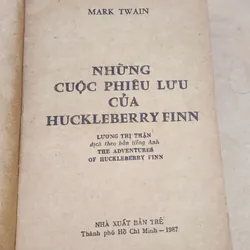 MARK TWAIN
NHỮNG
CUỘC PHIÊU LƯU
CỦA
HUCKLEBERRY FINN
LƯƠNG THỊ THẬN
dịch theo bản tiếng Anh
THE ADVENTURES
OF HUCKLEBERRY FINN
NHÀ XUẤT BẢN TRẺ
Thành phố Hồ Chí Minh — 1987